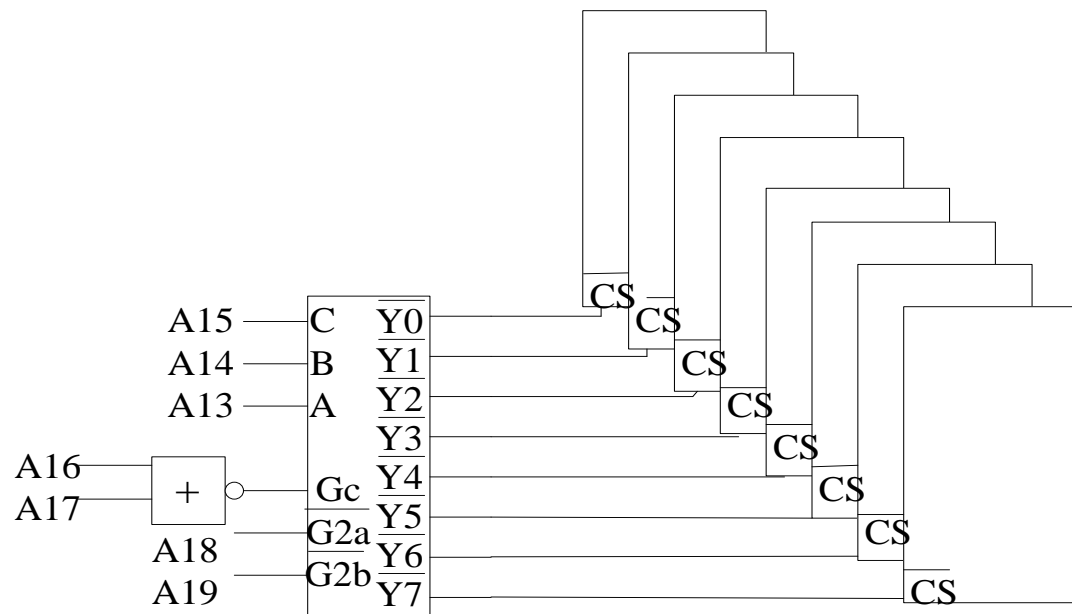 CS
CS
CS
CS
CS
CS
CS
CS
A15 C Y0
Y1
A14 B
Y2
A13 A
Y3
A16 Y4
A17 + Gc
Y5
A18 G2a
Y6
A19 G2b
Y7